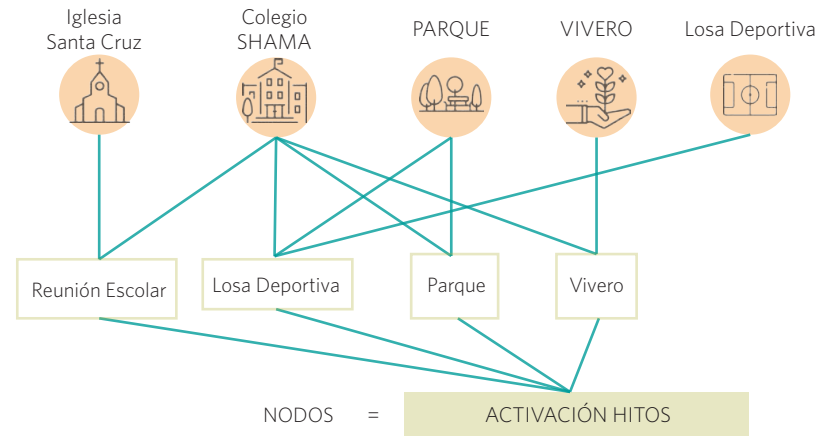 Iglesia
Santa Cruz
Colegio
SHAMA
PARQUE
VIVERO
Losa Deportiva
Reunión Escolar
Losa Deportiva
Parque
Vivero
NODOS = ACTIVACIÓN HITOS